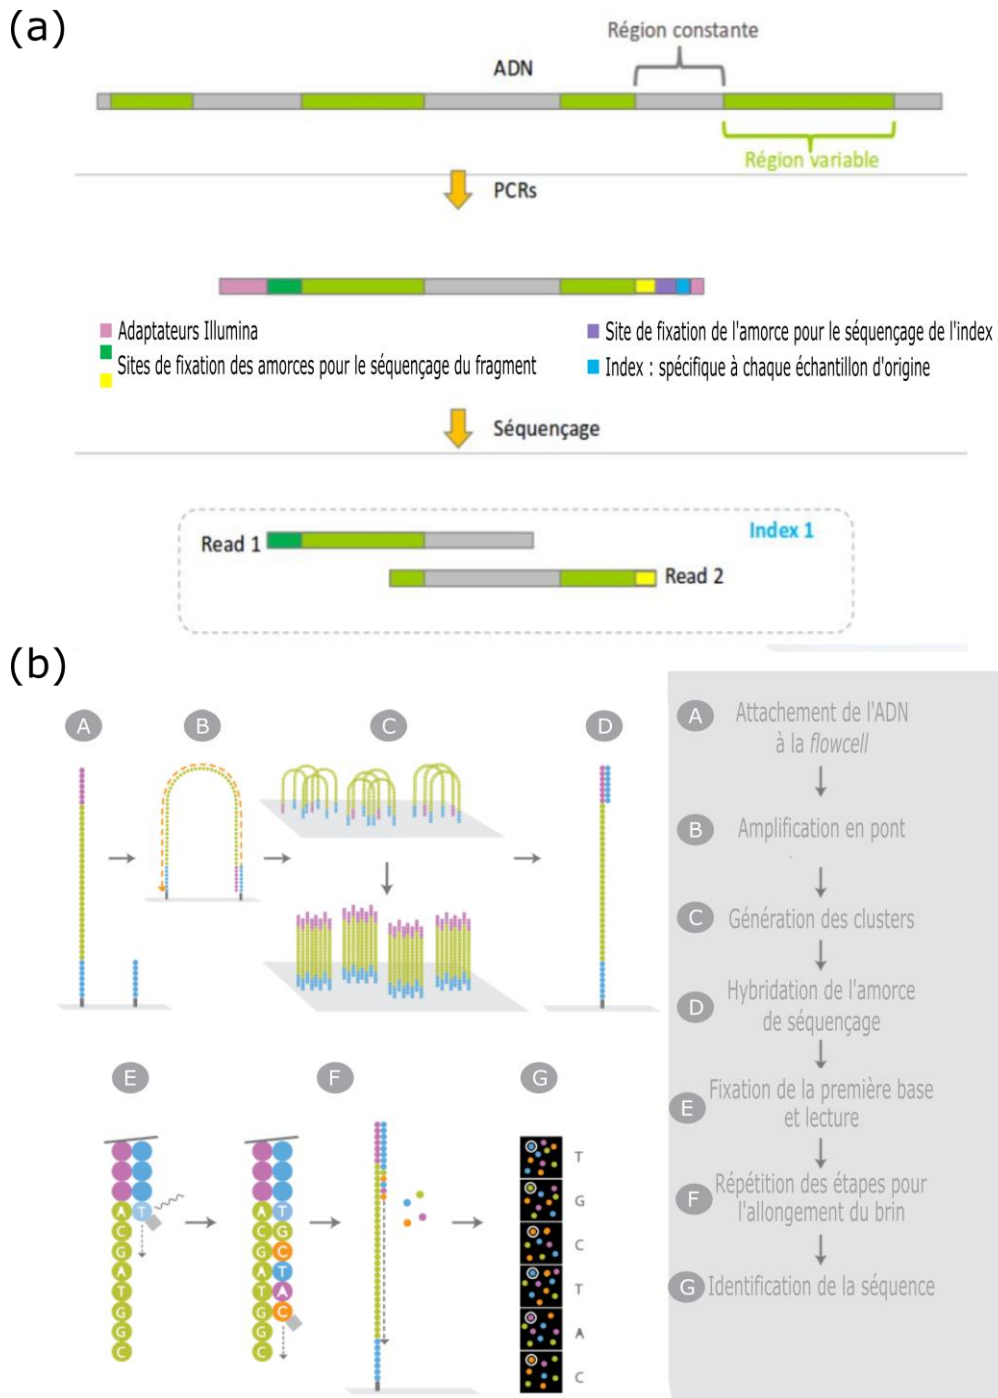 (a)
Région constante
ADN
Région variable
PCRs
Adaptateurs Illumina
Site de fixation de l'amorce pour le séquençage de l'index
Sites de fixation des amorces pour le séquençage du fragment
Index : spécifique à chaque échantillon d'origine
Séquençage
Index 1
Read 1
Read 2
(b)
A
B
C
D
A Attachement de l'ADN
à la flowcell
B Amplification en pont
C Génération des clusters
D Hybridation de l'amorce
de séquençage
E Fixation de la première base
et lecture
F Répétition des étapes pour
l'allongement du brin
G Identification de la séquence
E
F
G
A T
C
G
A
T
G
G
C
A T
C G
G C
A T
T A
G C
G
C
T
G
C
T
A
C